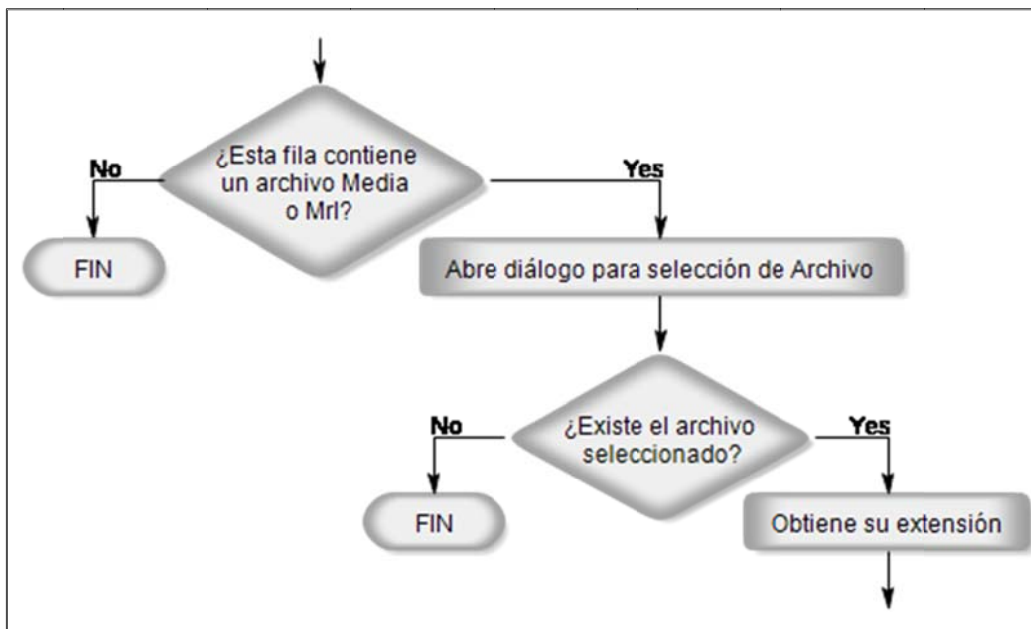 ¿Esta fila contiene
un archivo Media
o Mrl?
No
Yes
FIN
Abre diálogo para selección de Archivo
¿Existe el archivo
seleccionado?
No
Yes
FIN
Obtiene su extensión